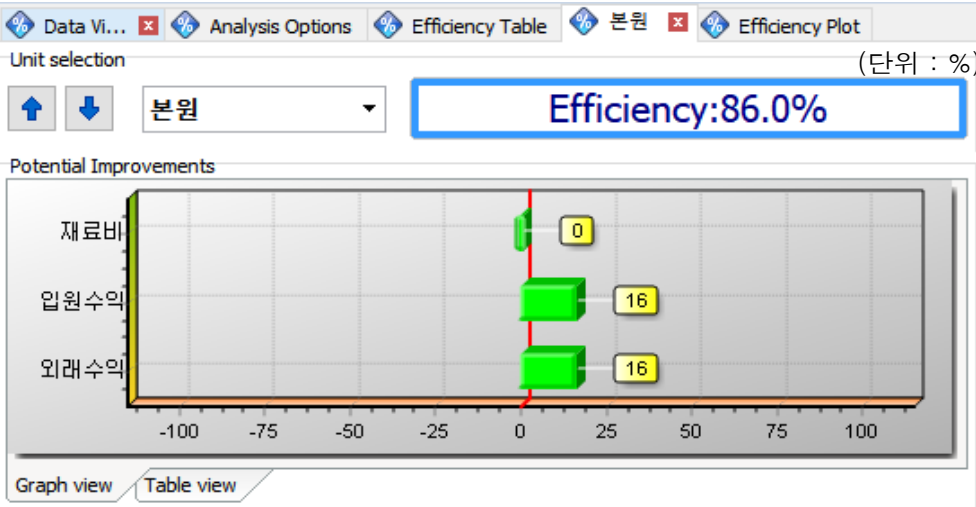 Data Vi... Analysis Options Efficiency Table 본원 Efficiency Plot
Unit selection (단위 : %)
본원 Efficiency:86.0%
Potential Improvements
재료비 0
입원수익 16
외래수익 16
-100 -75 -50 -25 0 25 50 75 100
Graph view Table view